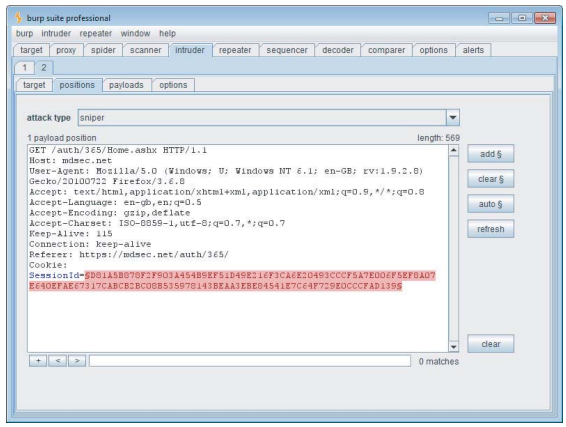 burp suite professional
burp intruder repeater window help
target proxy spider scanner intruder repeater sequencer decoder comparer options alerts
1 2
target positions payloads options
attack type sniper
1 payload position length: 569
GET /auth/365/Home.ashx HTTP/1.1
Host: mdsec.net
User-Agent: Mozilla/5.0 (Windows; U; Windows NT 6.1; en-GB; rv:1.9.2.8)
Gecko/20100722 Firefox/3.6.8
Accept: text/html,application/xhtml+xml,application/xml;q=0.9,*/*;q=0.8
Accept-Language: en-gb,en;q=0.5
Accept-Encoding: gzip,deflate
Accept-Charset: ISO-8859-1,utf-8;q=0.7,*;q=0.7
Keep-Alive: 115
Connection: keep-alive
Referer: https://mdsec.net/auth/365/
Cookie:
SessionId=
add §
clear §
auto §
refresh
clear
+ < > 0 matches